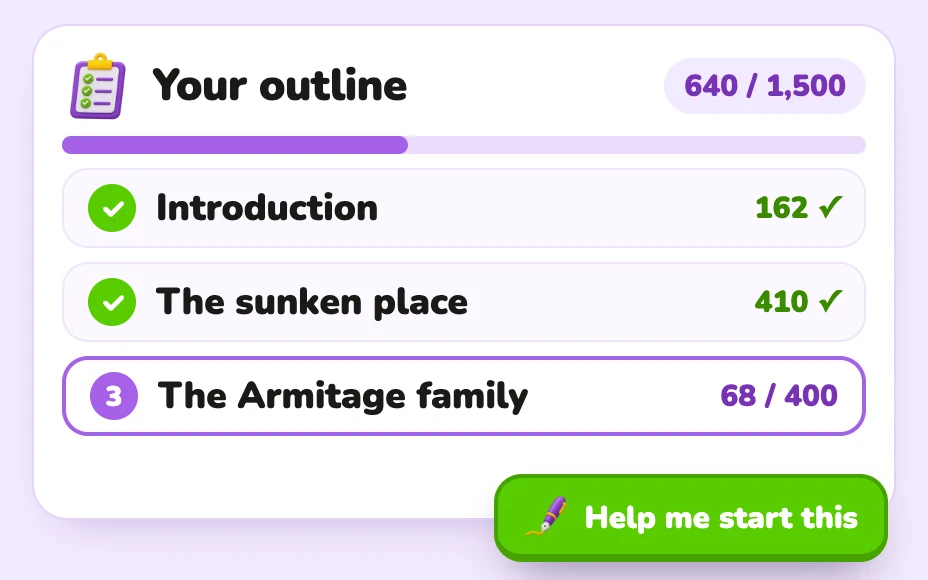 Your outline
640 / 1,500
Introduction
162 ✓
The sunken place
410 ✓
3
The Armitage family
68 / 400
Help me start this